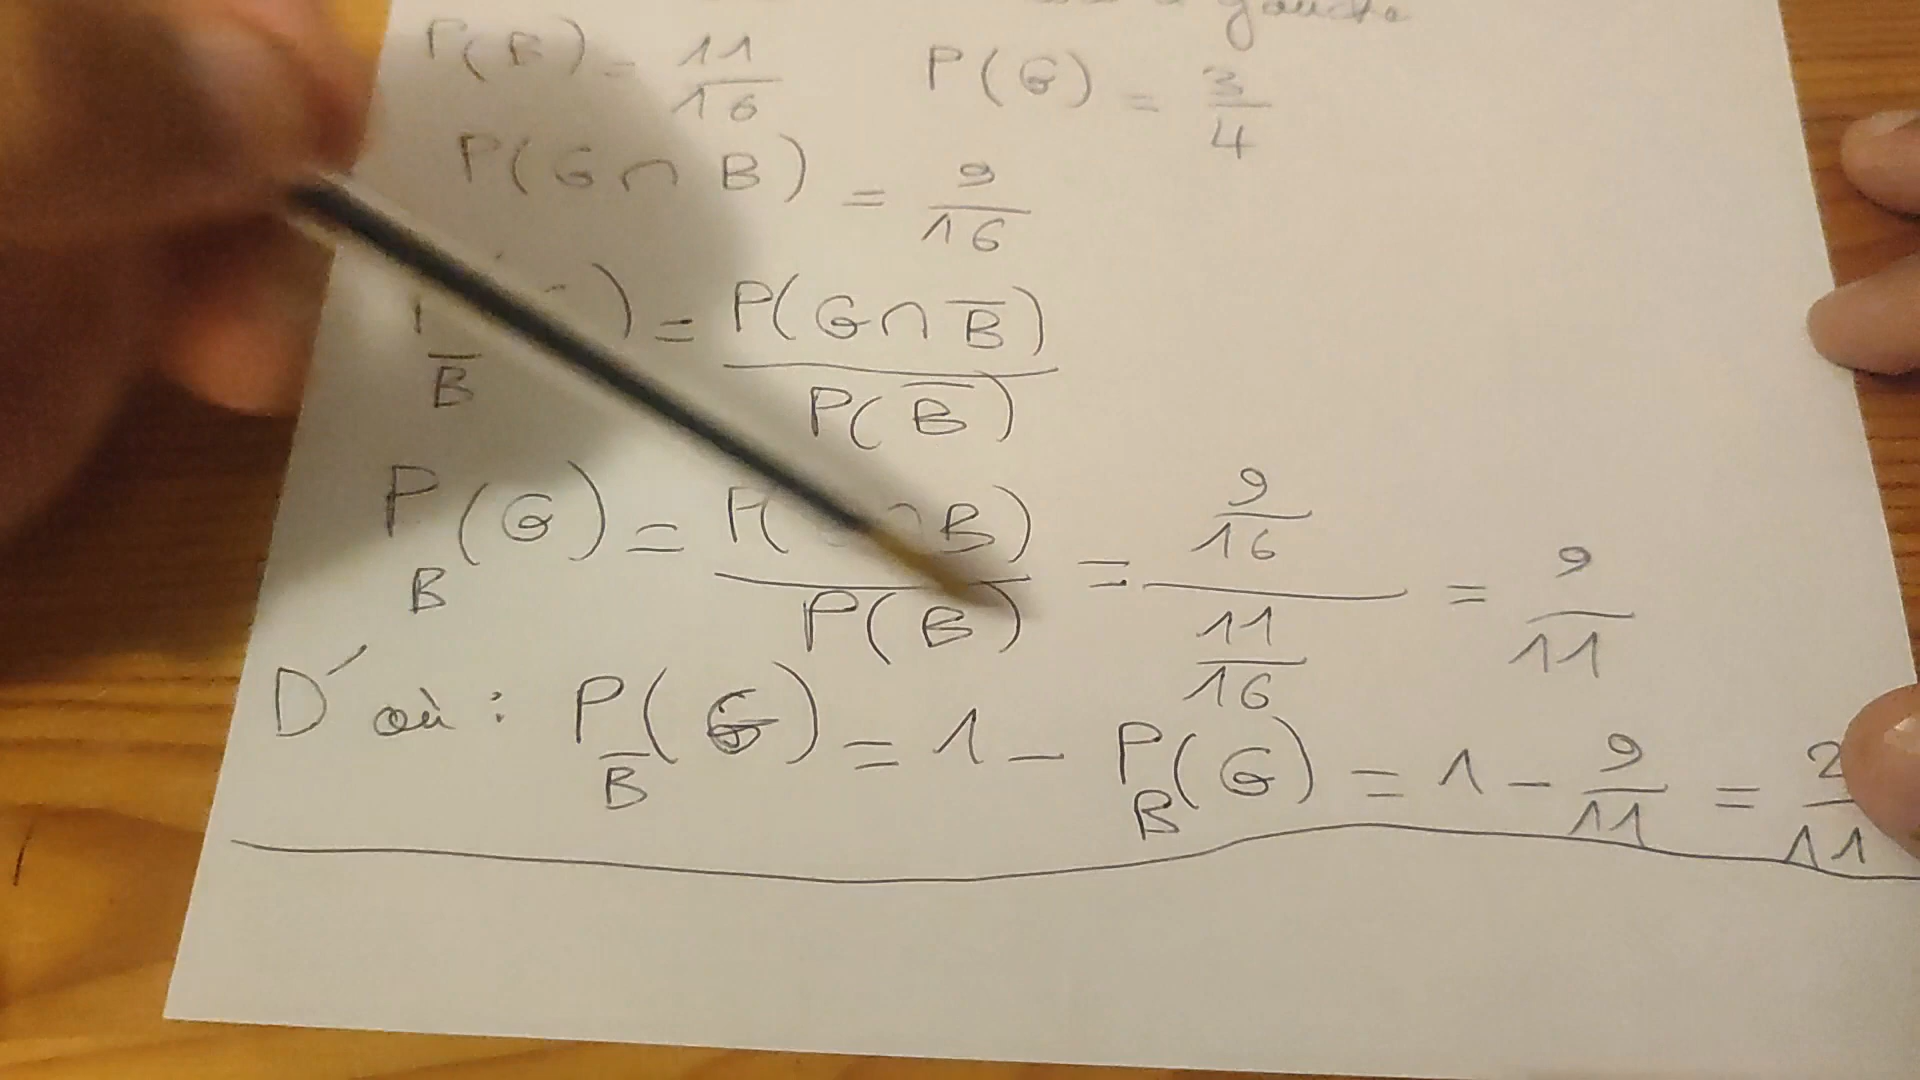 gauche
P(B) = 11/16 P(G) = 3/4
P(G∩B) = 9/16
) = P(G∩B̅)/P(B̅)
B̅
P_B(G) = P( ∩B)/P(B) = (9/16)/(11/16) = 9/11
D'où : P_B̅(G) = 1 - P_B(G) = 1 - 9/11 = 2/11